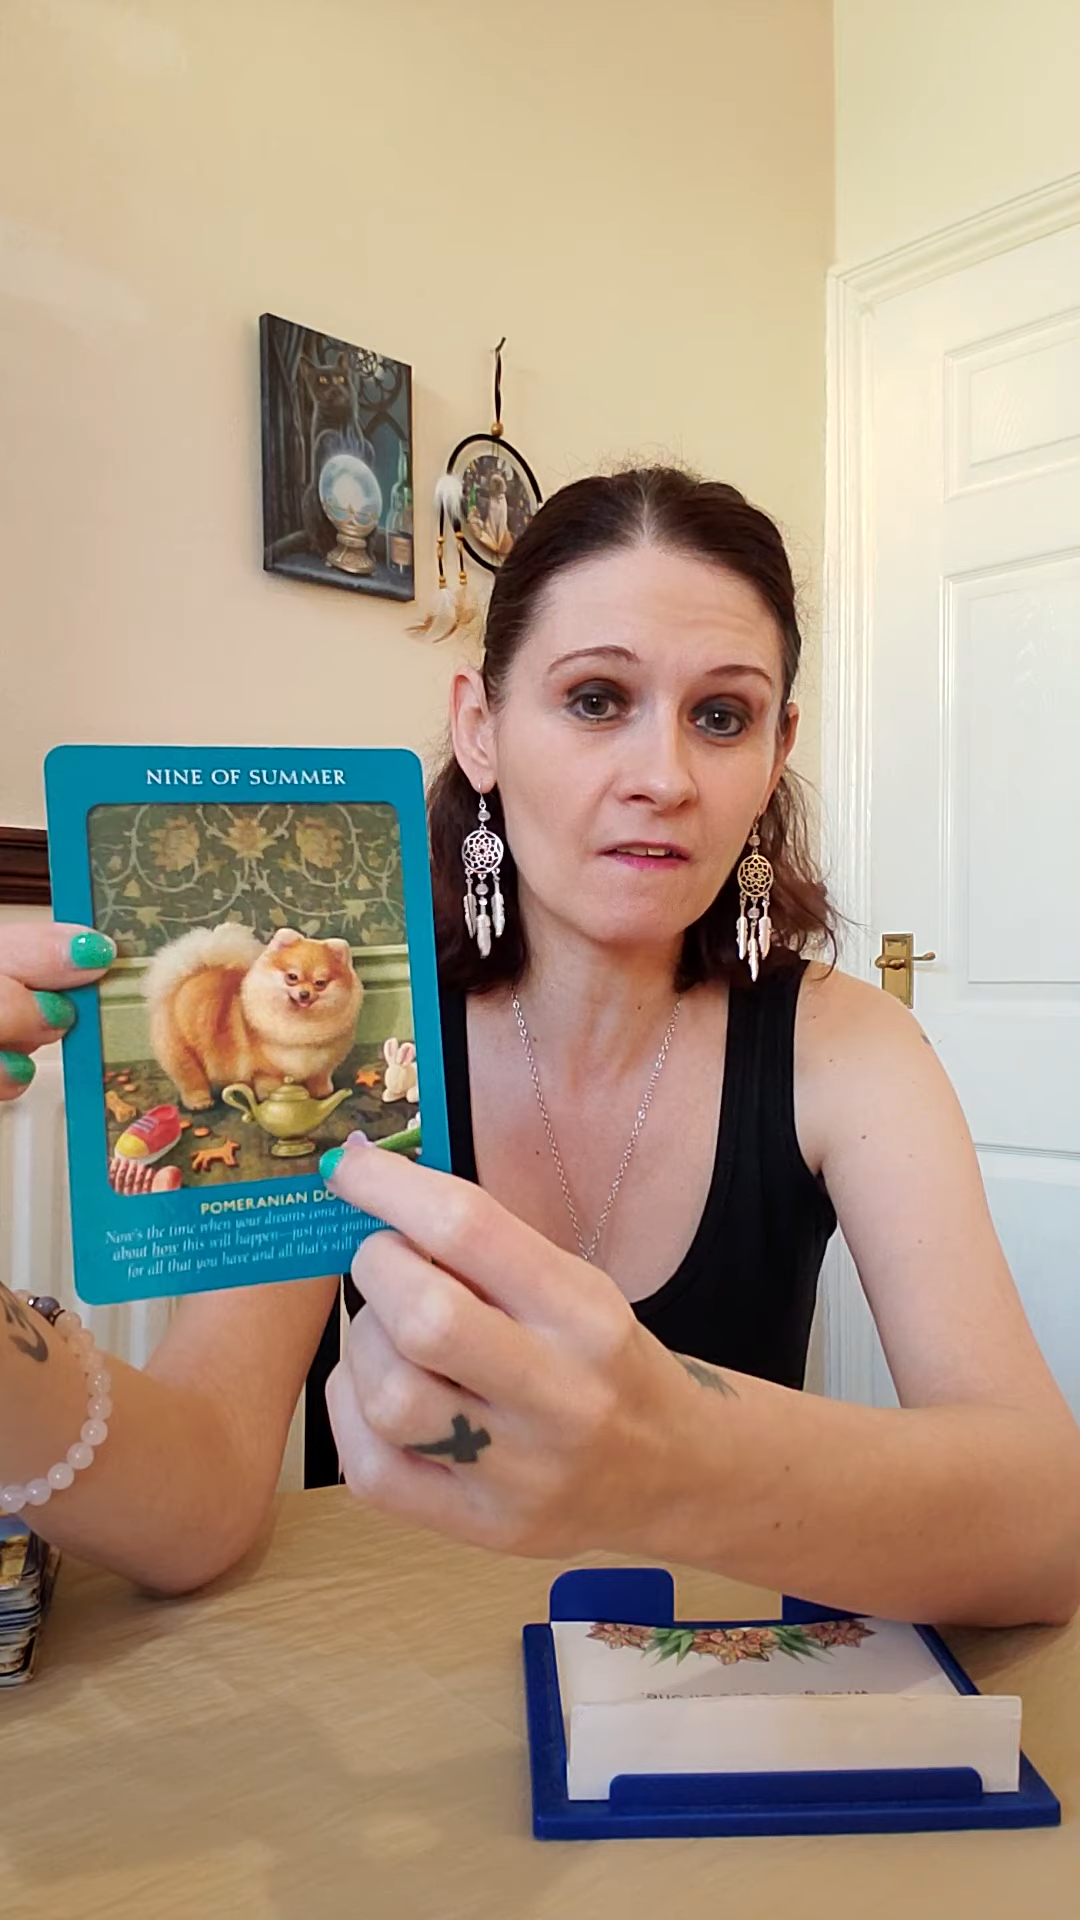 NINE OF SUMMER
POMERANIAN DO
Now's the time when your dreams come true
about how this will happen—just give gratitude
for all that you have and all that's still